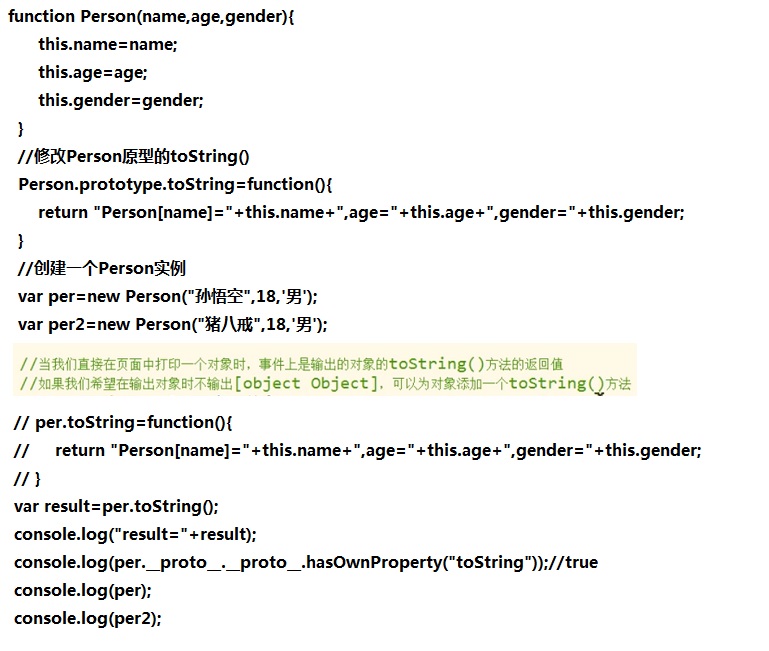 function Person(name,age,gender){
this.name=name;
this.age=age;
this.gender=gender;
}
//修改Person原型的toString()
Person.prototype.toString=function(){
return "Person[name]="+this.name+",age="+this.age+",gender="+this.gender;
}
//创建一个Person实例
var per=new Person("孙悟空",18,'男');
var per2=new Person("猪八戒",18,'男');
//当我们直接在页面中打印一个对象时，事件上是输出的对象的toString()方法的返回值
//如果我们希望在输出对象时不输出[object Object]，可以为对象添加一个toString()方法
// per.toString=function(){
// return "Person[name]="+this.name+",age="+this.age+",gender="+this.gender;
// }
var result=per.toString();
console.log("result="+result);
console.log(per.__proto__.__proto__.hasOwnProperty("toString"));//true
console.log(per);
console.log(per2);